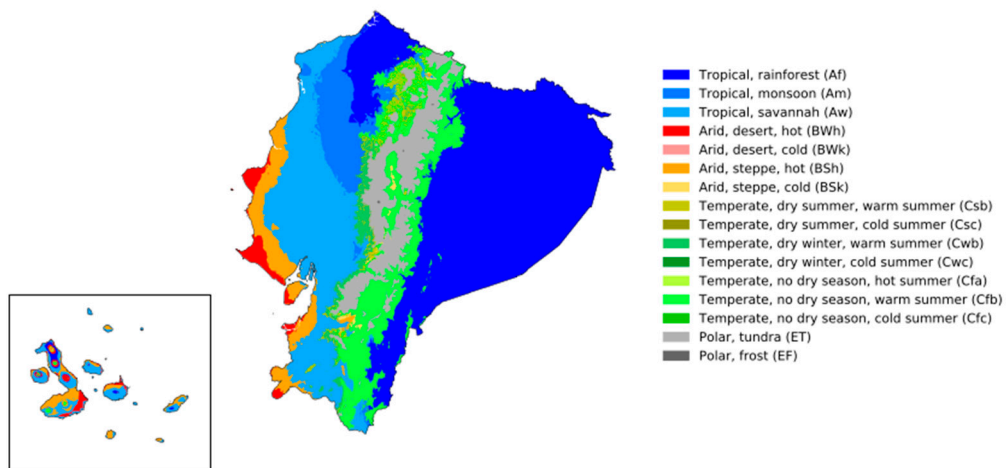 Tropical, rainforest (Af)
Tropical, monsoon (Am)
Tropical, savannah (Aw)
Arid, desert, hot (BWh)
Arid, desert, cold (BWk)
Arid, steppe, hot (BSh)
Arid, steppe, cold (BSk)
Temperate, dry summer, warm summer (Csb)
Temperate, dry summer, cold summer (Csc)
Temperate, dry winter, warm summer (Cwb)
Temperate, dry winter, cold summer (Cwc)
Temperate, no dry season, hot summer (Cfa)
Temperate, no dry season, warm summer (Cfb)
Temperate, no dry season, cold summer (Cfc)
Polar, tundra (ET)
Polar, frost (EF)